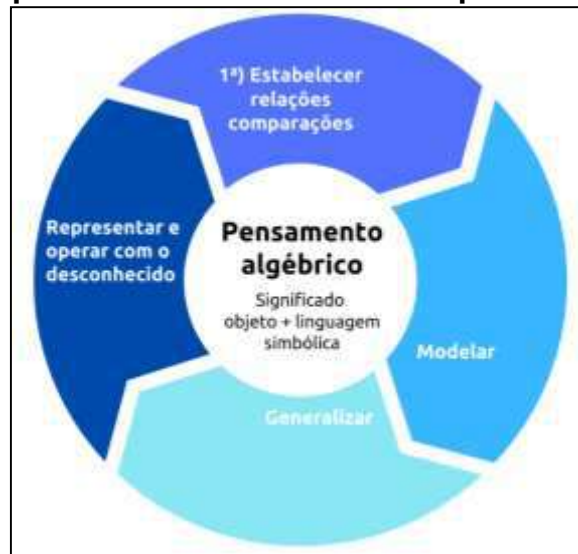 1ª) Estabelecer
relações
comparações
Representar e
operar com o
desconhecido
Pensamento
algébrico
Significado
objeto + linguagem
simbólica
Modelar
Generalizar